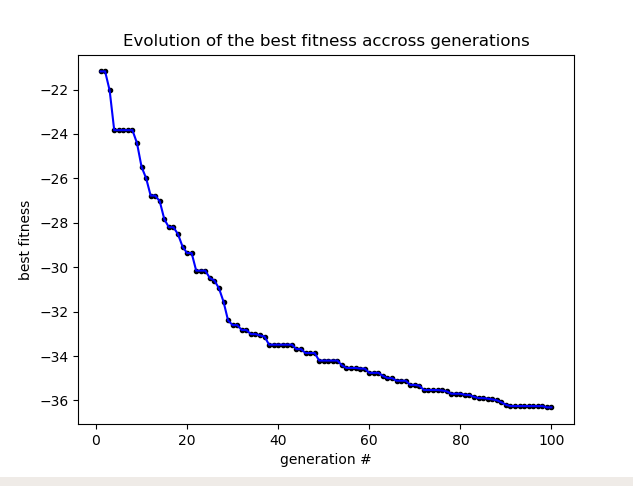 Evolution of the best fitness accross generations
−22
−24
−26
−28
−30
−32
−34
−36
best fitness
0 20 40 60 80 100
generation #